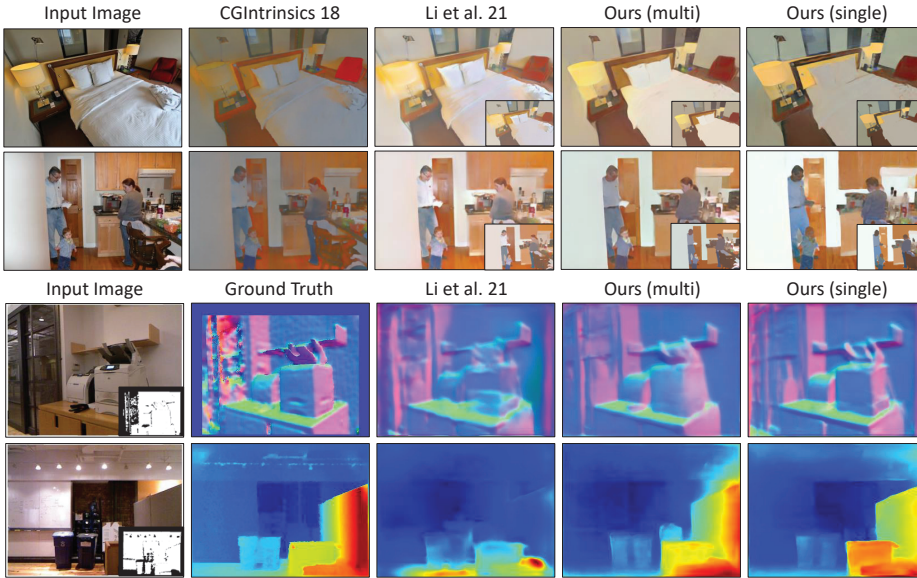 Input Image CGIntrinsics 18 Li et al. 21 Ours (multi) Ours (single)
Input Image Ground Truth Li et al. 21 Ours (multi) Ours (single)